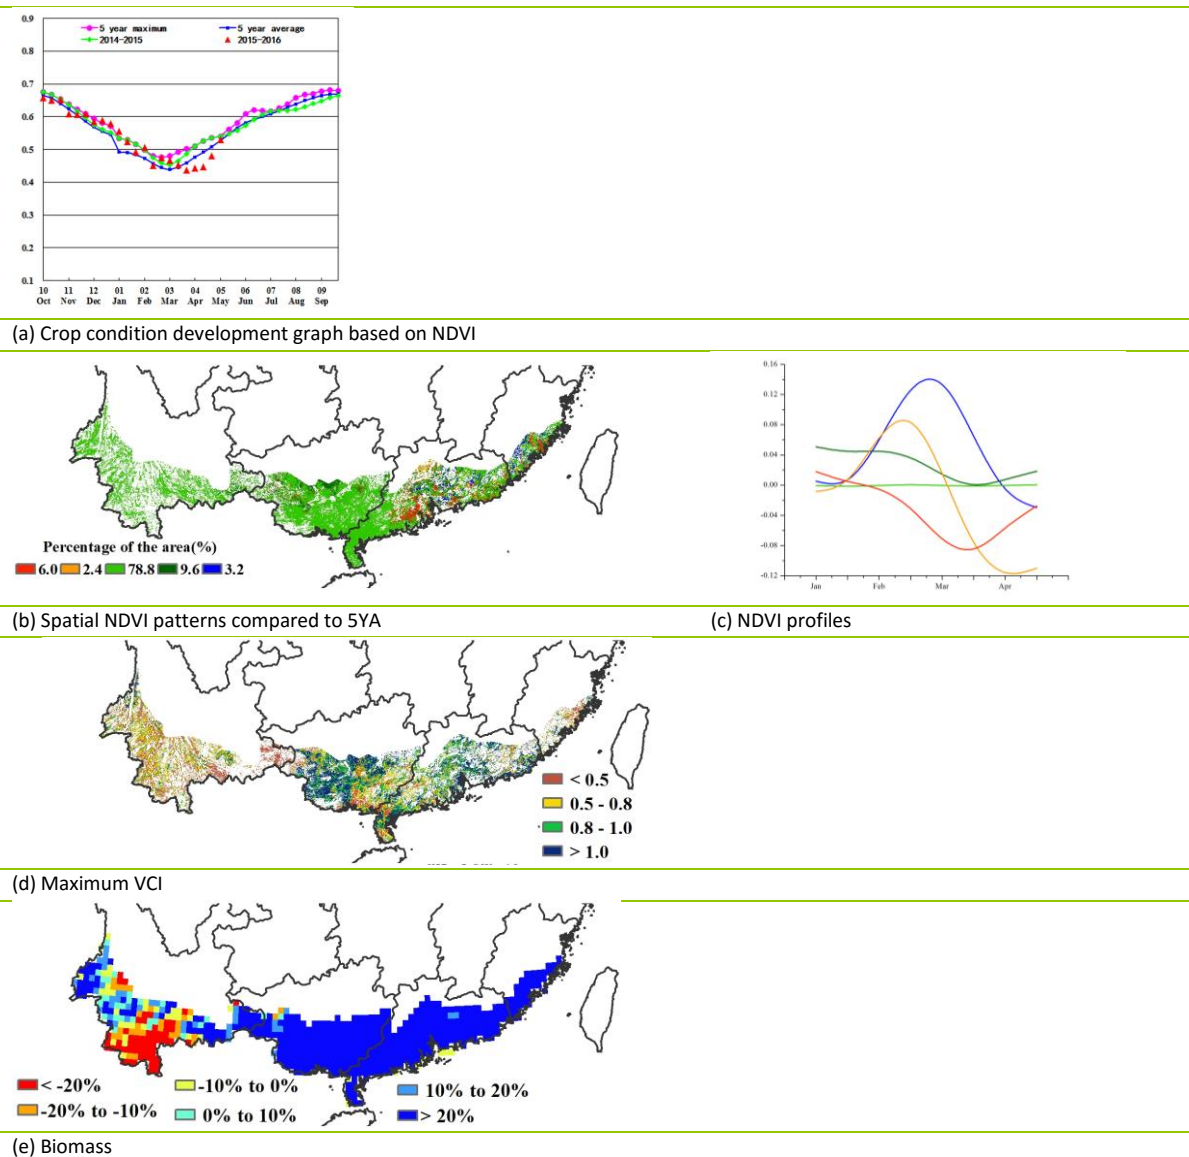 0.9
5 year maximum 5 year average
2014-2015 2015-2016
0.8
0.7
0.6
0.5
0.4
0.3
0.2
0.1
10 11 12 01 02 03 04 05 06 07 08 09
Oct Nov Dec Jan Feb Mar Apr May Jun Jul Aug Sep
(a) Crop condition development graph based on NDVI
Percentage of the area(%)
6.0 2.4 78.8 9.6 3.2
0.16
0.12
0.08
0.04
0.00
-0.04
-0.08
-0.12
Jan Feb Mar Apr
(b) Spatial NDVI patterns compared to 5YA (c) NDVI profiles
< 0.5
0.5 - 0.8
0.8 - 1.0
> 1.0
(d) Maximum VCI
< -20% -10% to 0% 10% to 20%
-20% to -10% 0% to 10% > 20%
(e) Biomass